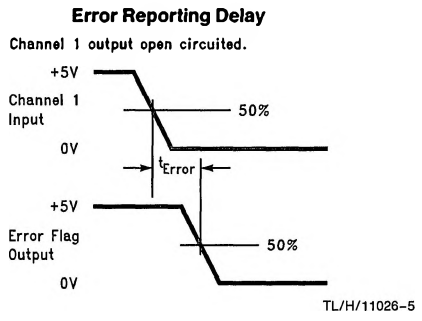 Error Reporting Delay
Channel 1 output open circuited.
+5V
Channel 1
Input
50%
0V
tError
+5V
Error Flag
Output
50%
0V
TL/H/11026-5